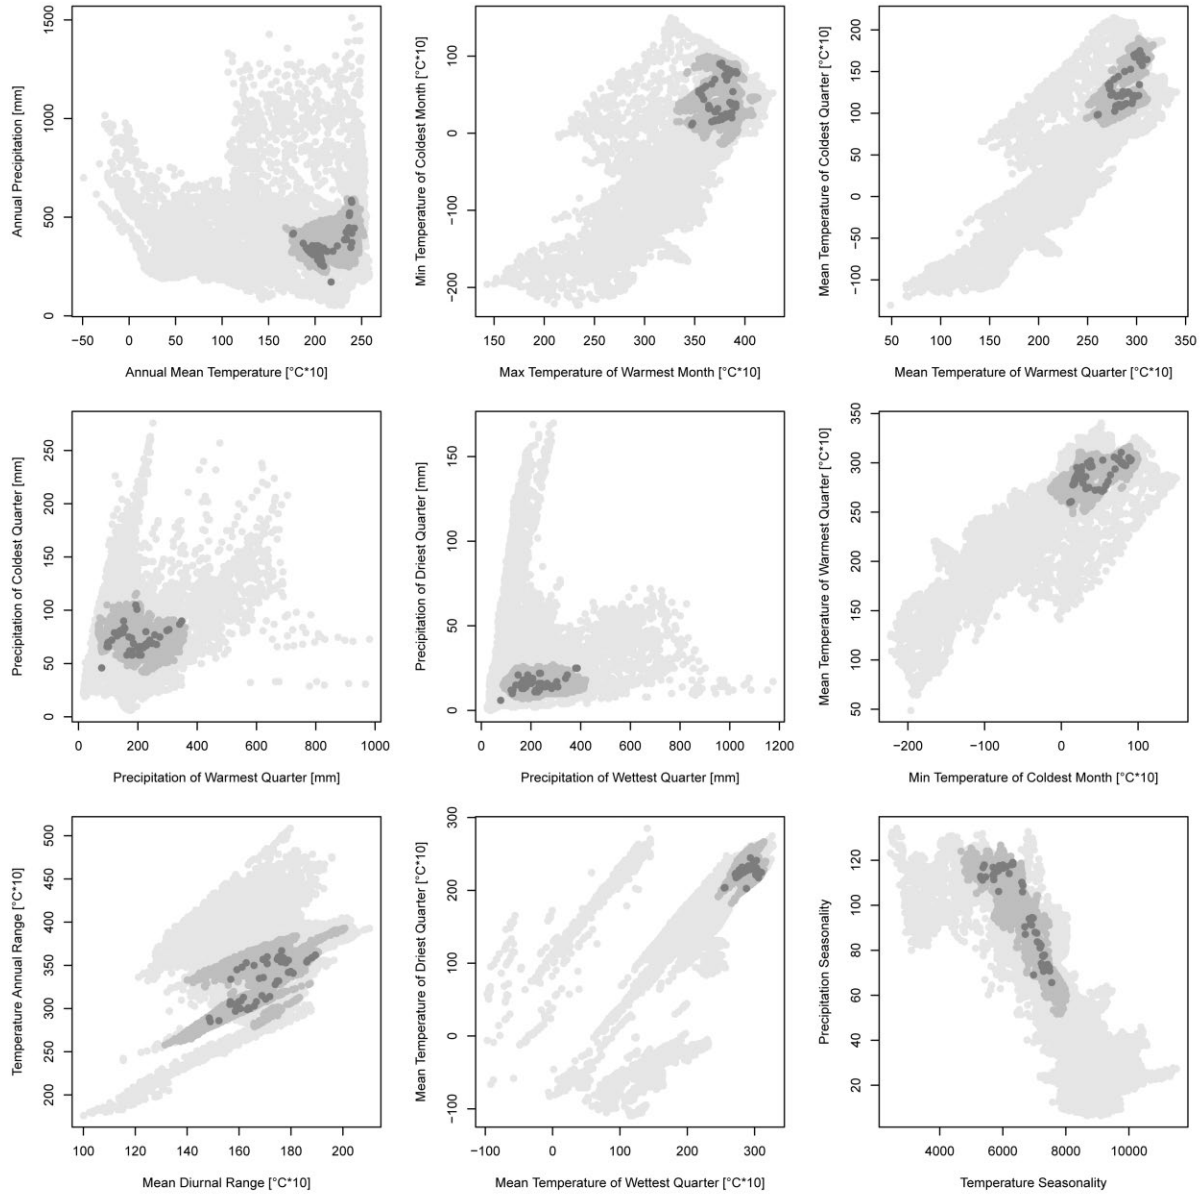 Annual Precipitation [mm]
0 500 1000 1500
−50 0 50 100 150 200 250
Annual Mean Temperature [°C*10]
Min Temperature of Coldest Month [°C*10]
−200 −100 0 100
150 200 250 300 350 400
Max Temperature of Warmest Month [°C*10]
Mean Temperature of Coldest Quarter [°C*10]
−100 −50 0 50 100 150 200
50 100 150 200 250 300 350
Mean Temperature of Warmest Quarter [°C*10]
Precipitation of Coldest Quarter [mm]
0 50 100 150 200 250
0 200 400 600 800 1000
Precipitation of Warmest Quarter [mm]
Precipitation of Driest Quarter [mm]
0 50 100 150
0 200 400 600 800 1000 1200
Precipitation of Wettest Quarter [mm]
Mean Temperature of Warmest Quarter [°C*10]
50 100 150 200 250 300 350
−200 −100 0 100
Min Temperature of Coldest Month [°C*10]
Temperature Annual Range [°C*10]
200 250 300 350 400 450 500
100 120 140 160 180 200
Mean Diurnal Range [°C*10]
Mean Temperature of Driest Quarter [°C*10]
−100 0 100 200 300
−100 0 100 200 300
Mean Temperature of Wettest Quarter [°C*10]
Precipitation Seasonality
20 40 60 80 100 120
4000 6000 8000 10000
Temperature Seasonality